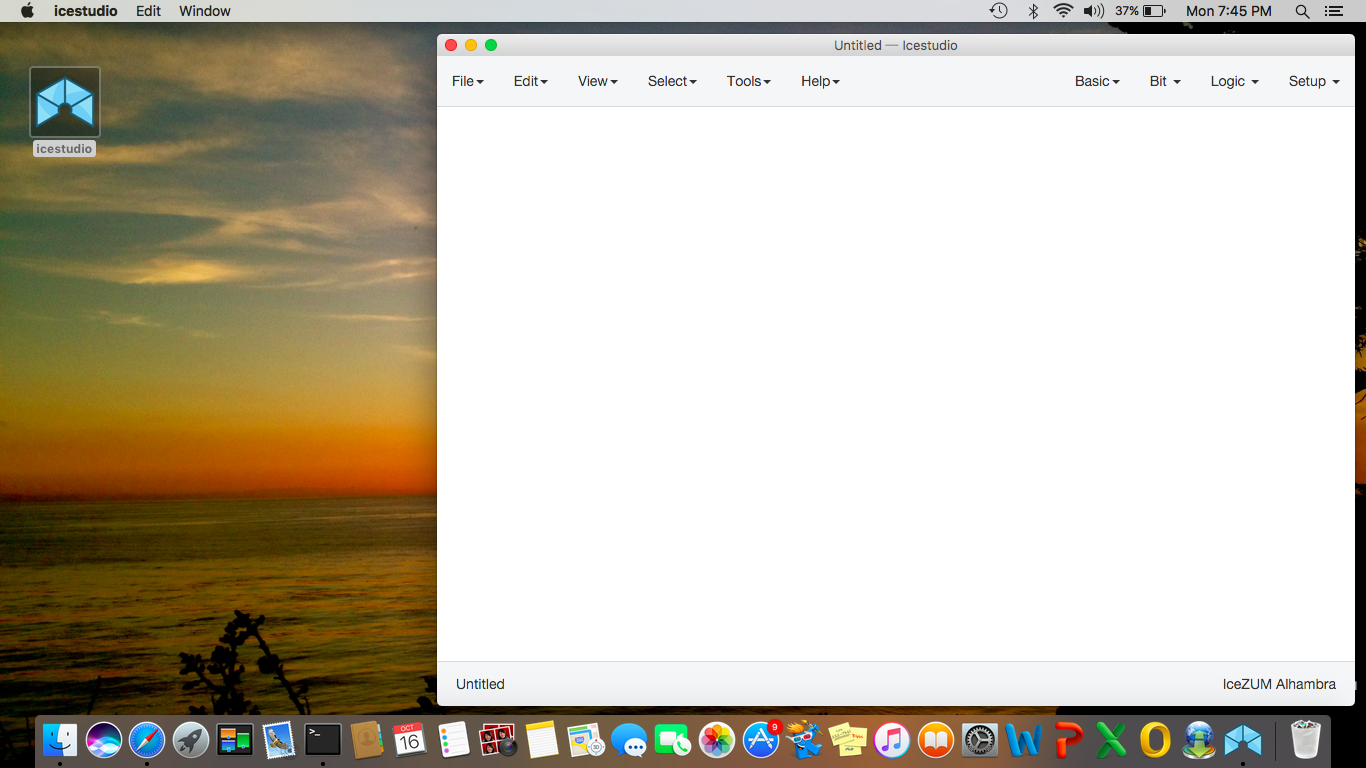 icestudio Edit Window 37% Mon 7:45 PM
Untitled — Icestudio
File Edit View Select Tools Help Basic Bit Logic Setup
icestudio
Untitled IceZUM Alhambra
OCT
16
9